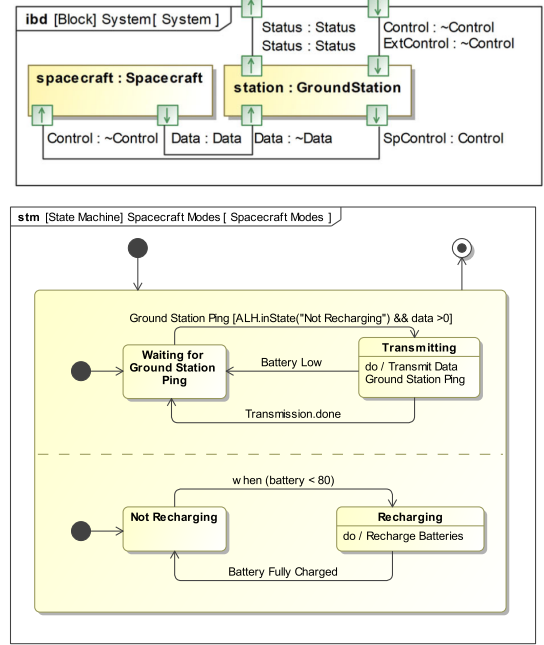 ibd [Block] System[ System ]
Status : Status
Status : Status
Control : ~Control
ExtControl : ~Control
spacecraft : Spacecraft
station : GroundStation
Control : ~Control
Data : Data
Data : ~Data
SpControl : Control
stm [State Machine] Spacecraft Modes [ Spacecraft Modes ]
Ground Station Ping [ALH.inState("Not Recharging") && data >0]
Waiting for
Ground Station
Ping
Battery Low
Transmitting
do / Transmit Data
Ground Station Ping
Transmission.done
when (battery < 80)
Not Recharging
Recharging
do / Recharge Batteries
Battery Fully Charged